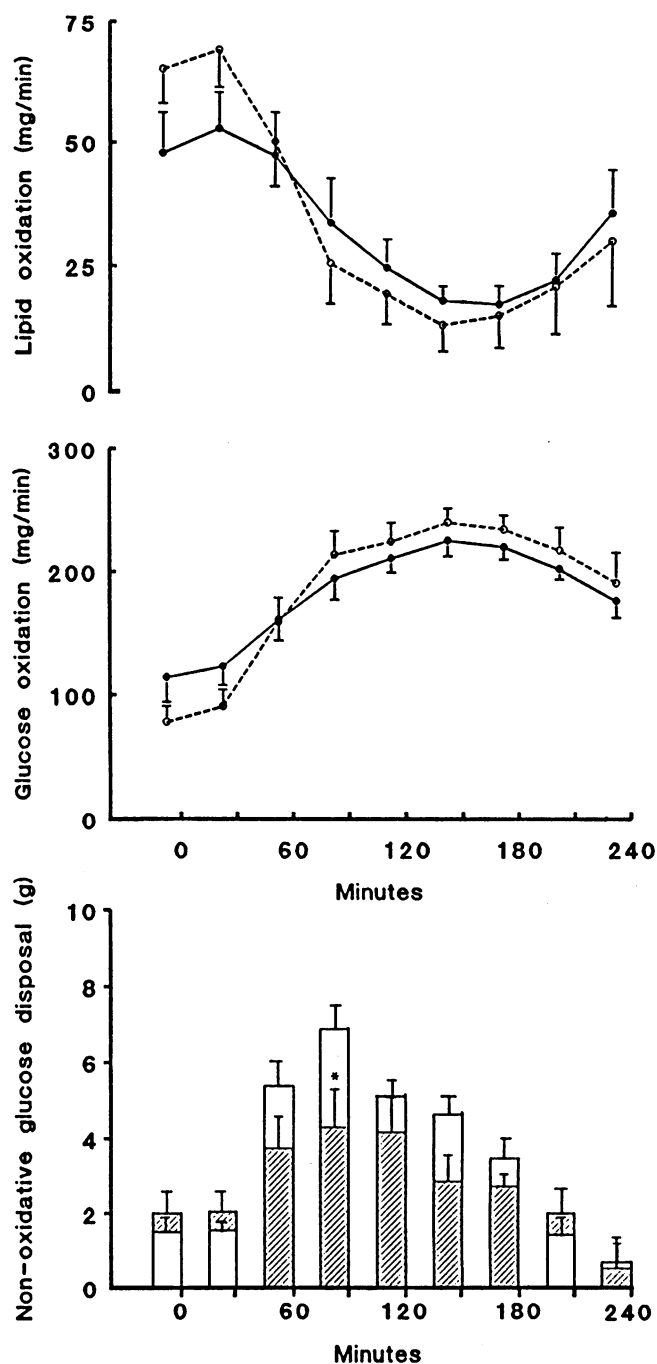 Lipid oxidation (mg/min)
75
50
25
0
Glucose oxidation (mg/min)
300
200
100
0
0 60 120 180 240
Minutes
Non-oxidative glucose disposal (g)
10
8
6
4
2
0
*
0 60 120 180 240
Minutes